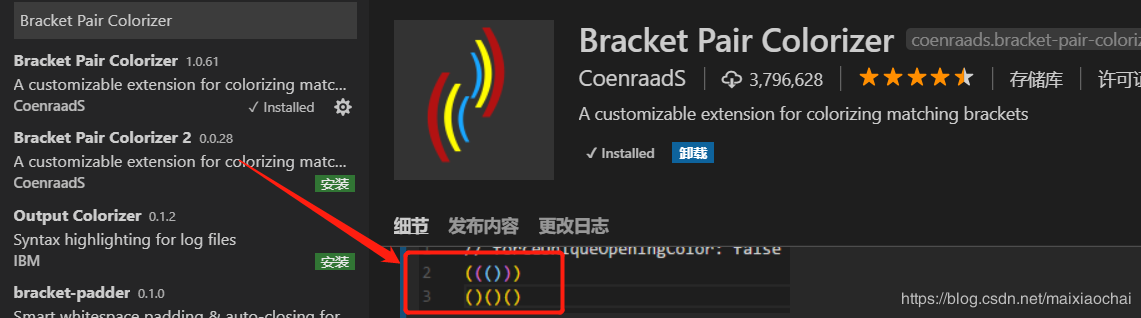 Bracket Pair Colorizer
Bracket Pair Colorizer 1.0.61
A customizable extension for colorizing matc...
CoenraadS ✓ Installed
Bracket Pair Colorizer 2 0.0.28
A customizable extension for colorizing matc...
CoenraadS 安装
Output Colorizer 0.1.2
Syntax highlighting for log files
IBM 安装
bracket-padder 0.1.0
Smart whitespace padding & auto-closing for
Bracket Pair Colorizer coenraads.bracket-pair-coloriz
CoenraadS 3,796,628 存储库 许可证
A customizable extension for colorizing matching brackets
✓ Installed 卸载
细节 发布内容 更改日志
1 // forceUniqueOpeningColor: false
2 ((()))
3 ()()()
https://blog.csdn.net/maixiaochai